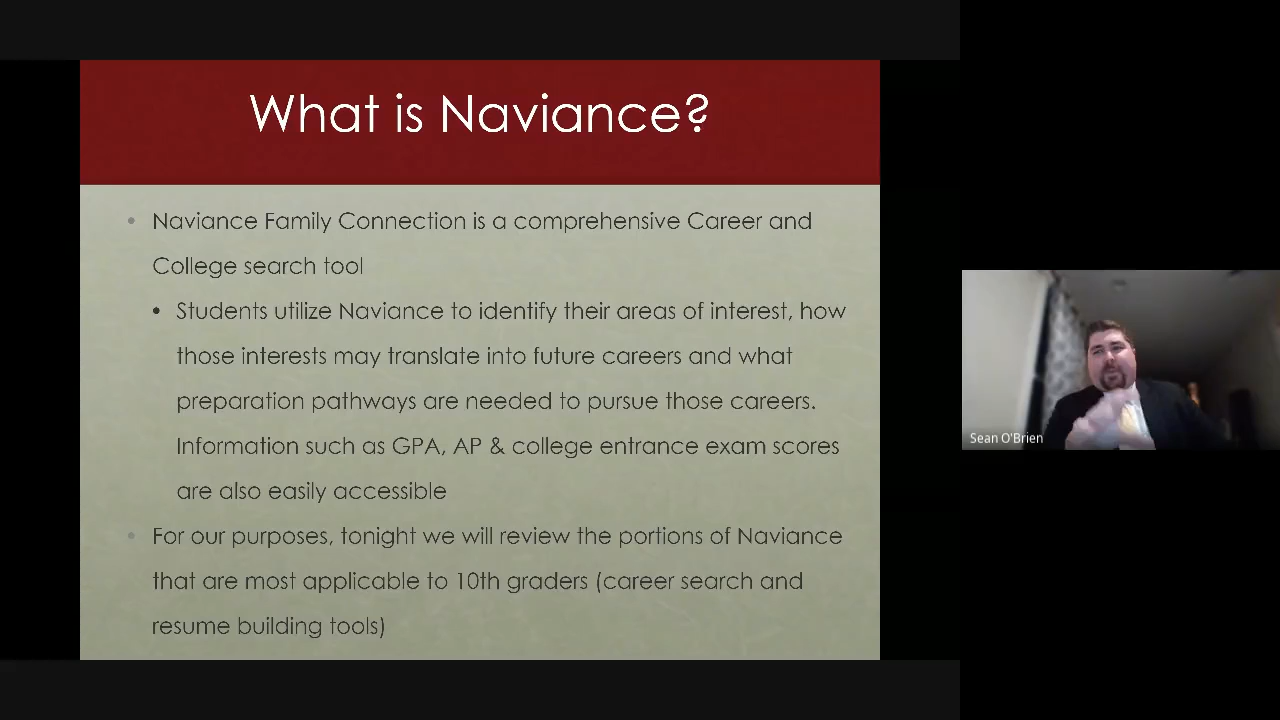 What is Naviance?
• Naviance Family Connection is a comprehensive Career and
College search tool
• Students utilize Naviance to identify their areas of interest, how
those interests may translate into future careers and what
preparation pathways are needed to pursue those careers.
Information such as GPA, AP & college entrance exam scores
are also easily accessible
• For our purposes, tonight we will review the portions of Naviance
that are most applicable to 10th graders (career search and
resume building tools)
Sean O'Brien